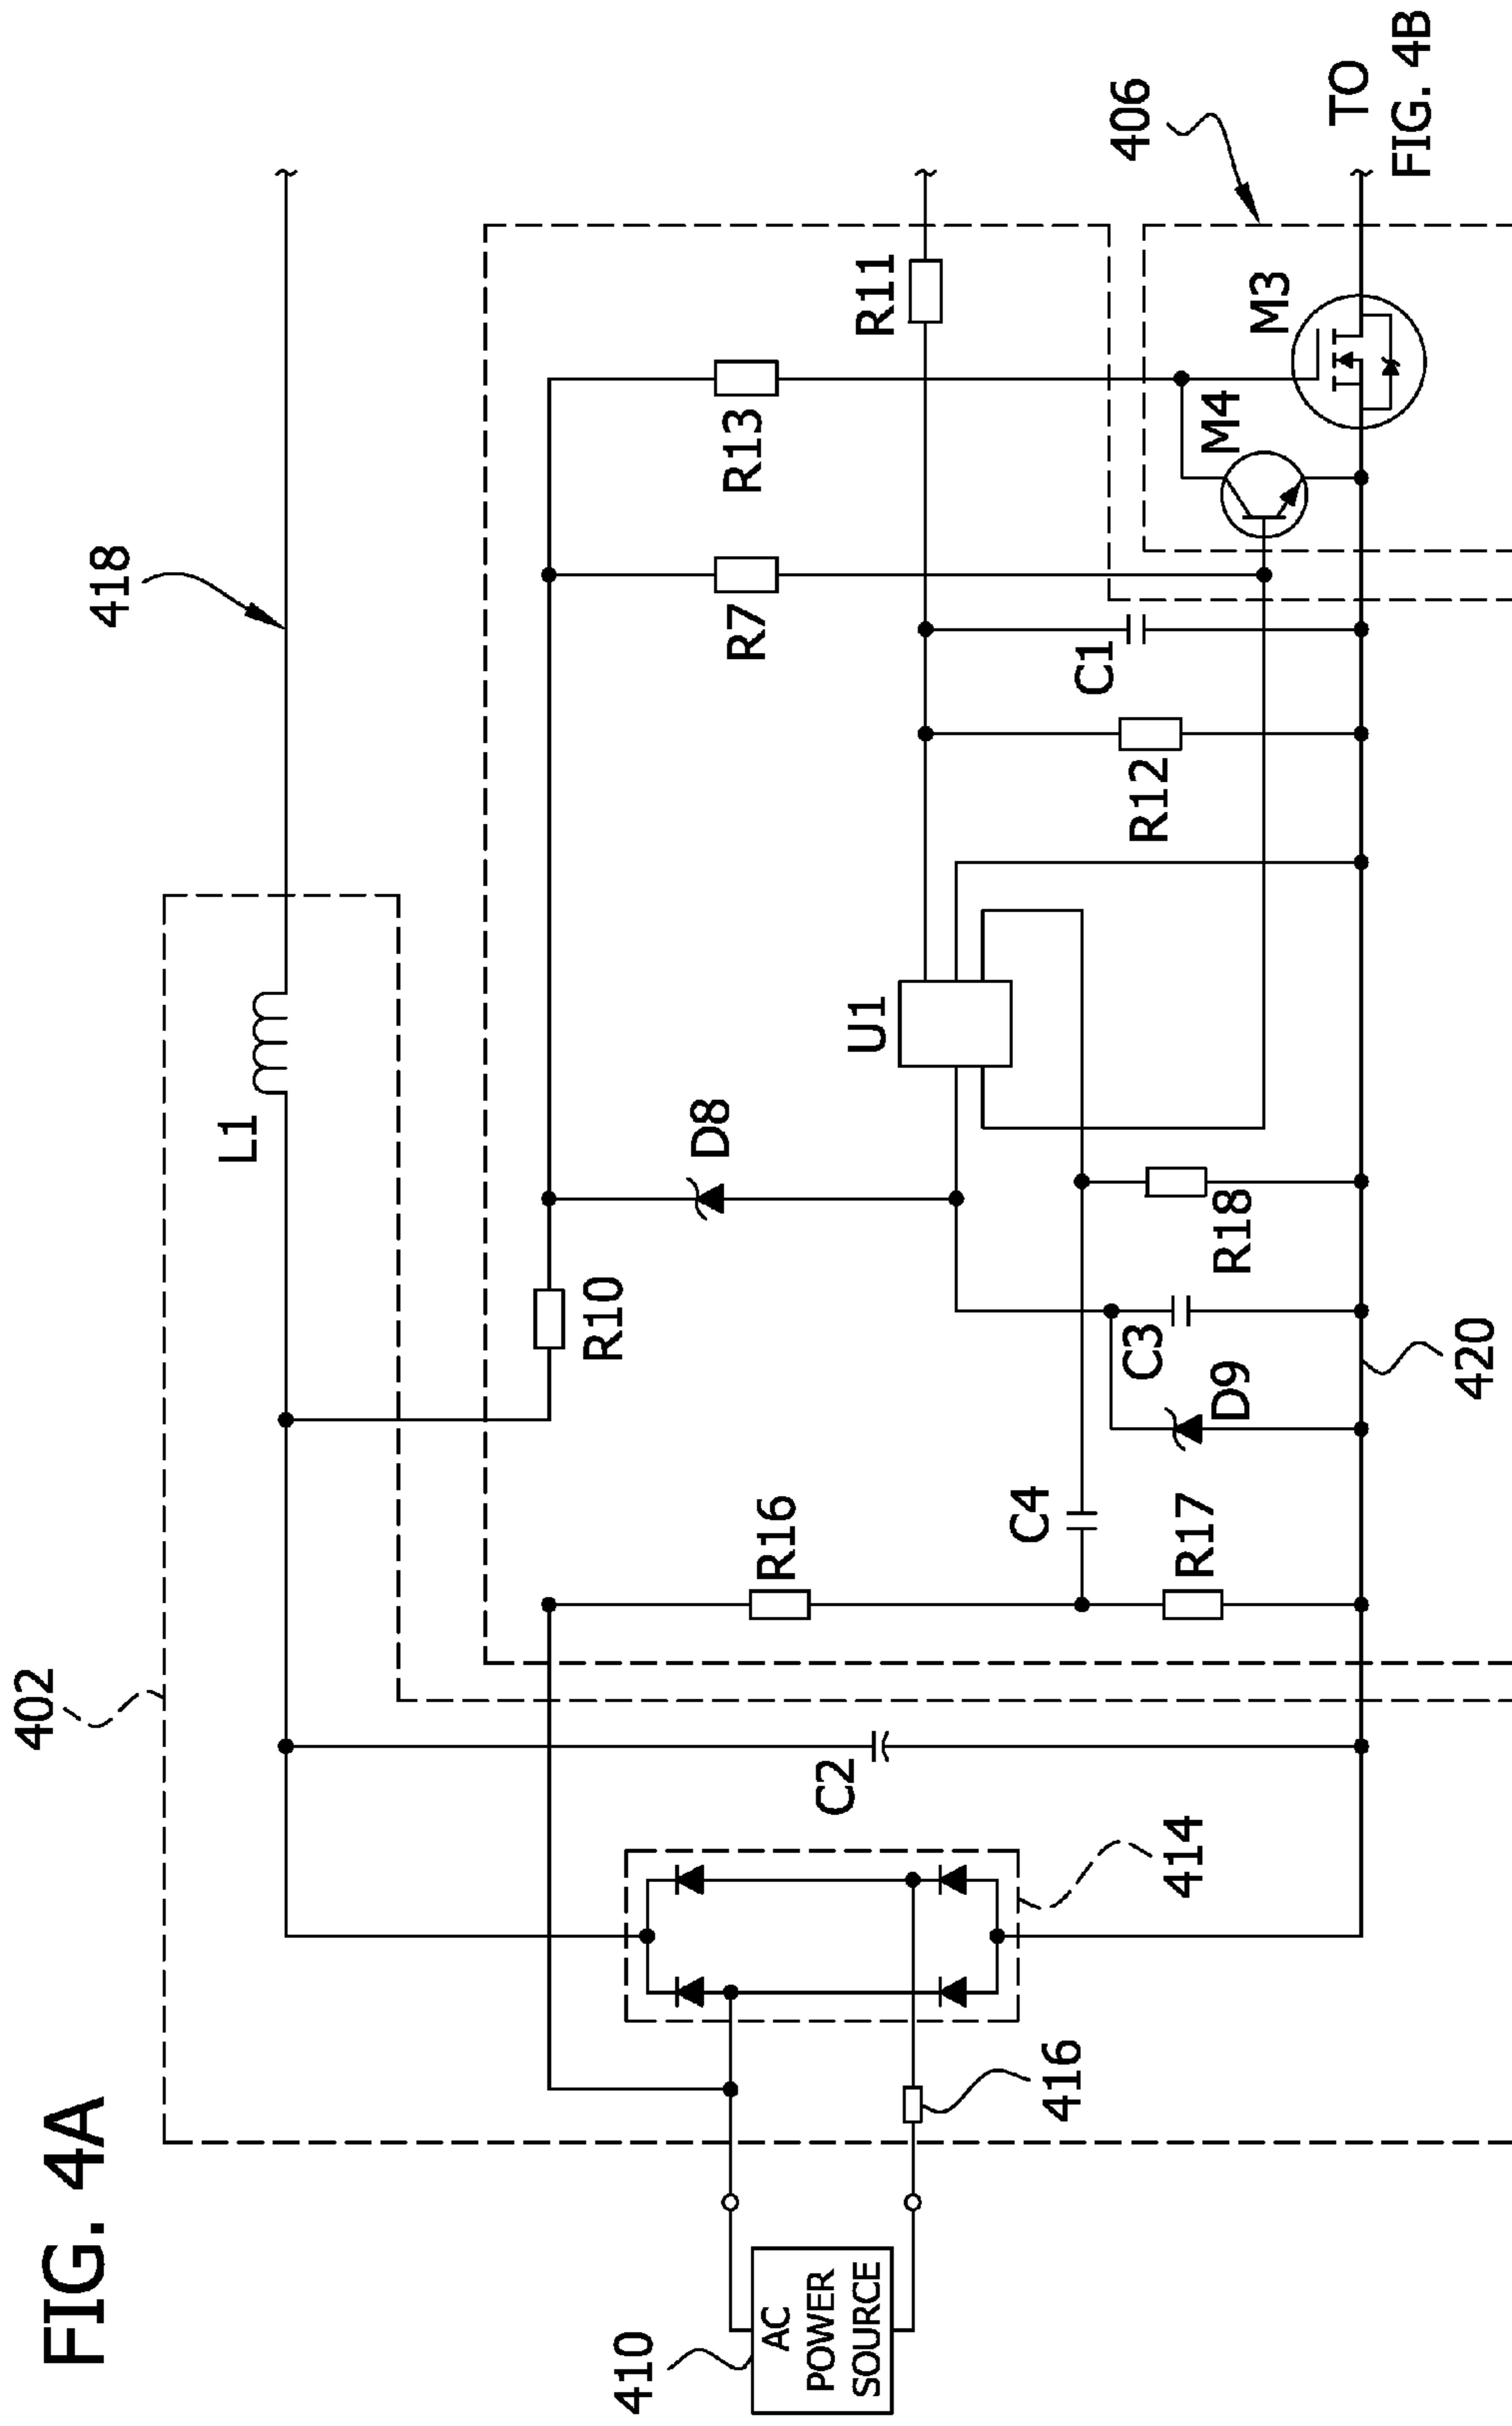 FIG. 4A
402
418
L1
R10
R16
D8
R7
R13
R11
U1
C2
C4
C3
D9
R17
R18
R12
C1
M4
M3
406
TO
FIG. 4B
410
AC
POWER
SOURCE
416
414
420